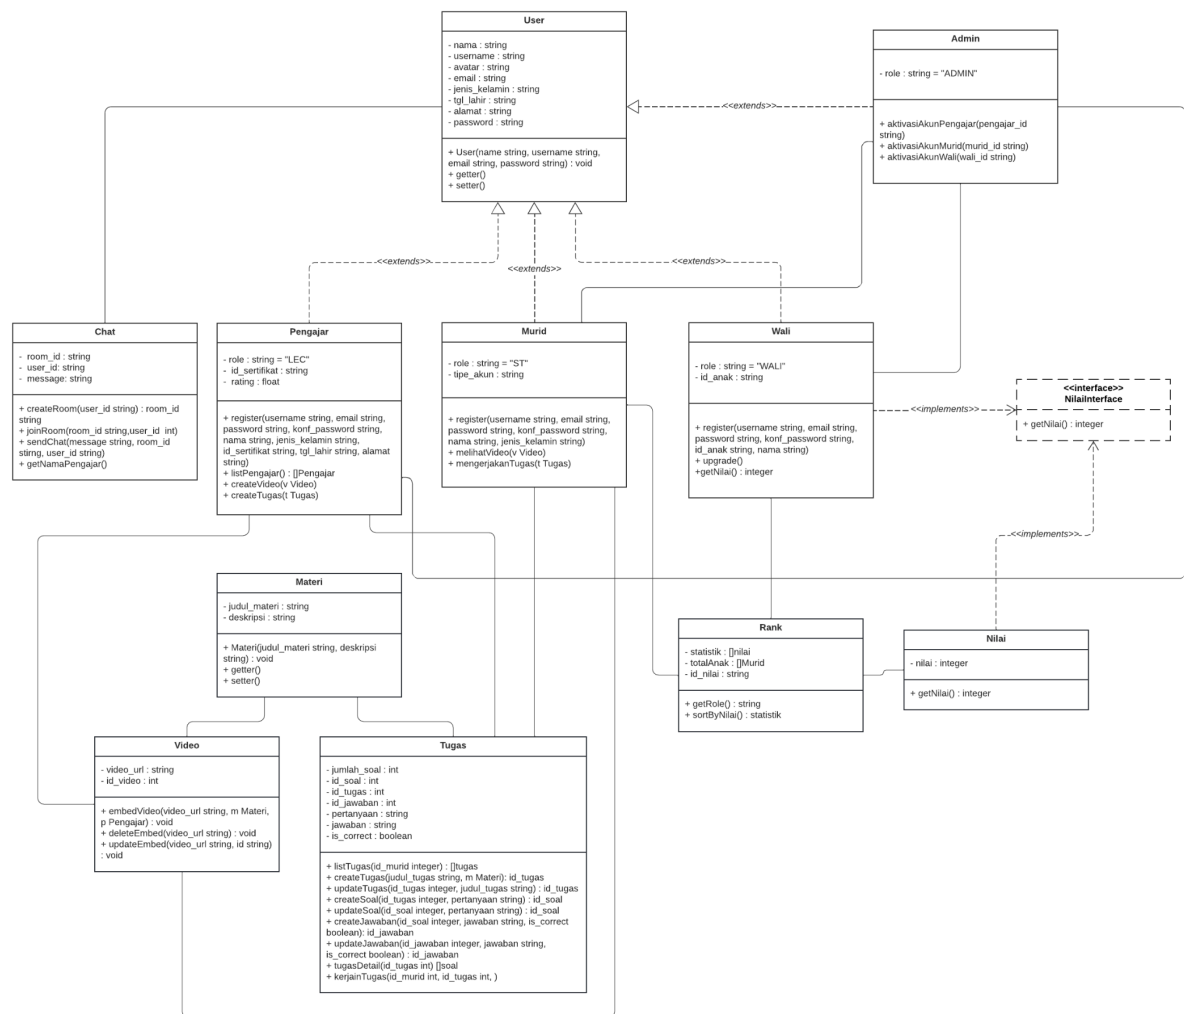 User
- nama : string
- username : string
- avatar : string
- email : string
- jenis_kelamin : string
- tgl_lahir : string
- alamat : string
- password : string
+ User(name string, username string,
email string, password string) : void
+ getter()
+ setter()
Admin
- role : string = "ADMIN"
+ aktivasiAkunPengajar(pengajar_id
string)
+ aktivasiAkunMurid(murid_id string)
+ aktivasiAkunWali(wali_id string)
<<extends>>
<<extends>>
<<extends>>
<<extends>>
Chat
- room_id : string
- user_id: string
- message: string
+ createRoom(user_id string) : room_id
string
+ joinRoom(room_id string,user_id int)
+ sendChat(message string, room_id
stirng, user_id string)
+ getNamaPengajar()
Pengajar
- role : string = "LEC"
- id_sertifikat : string
- rating : float
+ register(username string, email string,
password string, konf_password string,
nama string, jenis_kelamin string,
id_sertifikat string, tgl_lahir string, alamat
string)
+ listPengajar() : []Pengajar
+ createVideo(v Video)
+ createTugas(t Tugas)
Murid
- role : string = "ST"
- tipe_akun : string
+ register(username string, email string,
password string, konf_password string,
nama string, jenis_kelamin string)
+ melihatVideo(v Video)
+ mengerjakanTugas(t Tugas)
Wali
- role : string = "WALI"
- id_anak : string
+ register(username string, email string,
password string, konf_password string,
id_anak string, nama string)
+ upgrade()
+getNilai() : integer
<<implements>>
<<interface>>
NilaiInterface
+ getNilai() : integer
<<implements>>
Materi
- judul_materi : string
- deskripsi : string
+ Materi(judul_materi string, deskripsi
string) : void
+ getter()
+ setter()
Rank
- statistik : []nilai
- totalAnak : []Murid
- id_nilai : string
+ getRole() : string
+ sortByNilai() : statistik
Nilai
- nilai : integer
+ getNilai() : integer
Video
- video_url : string
- id_video : int
+ embedVideo(video_url string, m Materi,
p Pengajar) : void
+ deleteEmbed(video_url string) : void
+ updateEmbed(video_url string, id string)
: void
Tugas
- jumlah_soal : int
- id_soal : int
- id_tugas : int
- id_jawaban : int
- pertanyaan : string
- jawaban : string
- is_correct : boolean
+ listTugas(id_murid integer) : []tugas
+ createTugas(judul_tugas string, m Materi): id_tugas
+ updateTugas(id_tugas integer, judul_tugas string) : id_tugas
+ createSoal(id_tugas integer, pertanyaan string) : id_soal
+ updateSoal(id_soal integer, pertanyaan string) : id_soal
+ createJawaban(id_soal integer, jawaban string, is_correct
boolean): id_jawaban
+ updateJawaban(id_jawaban integer, jawaban string,
is_correct boolean) : id_jawaban
+ tugasDetail(id_tugas int) []soal
+ kerjainTugas(id_murid int, id_tugas int, )